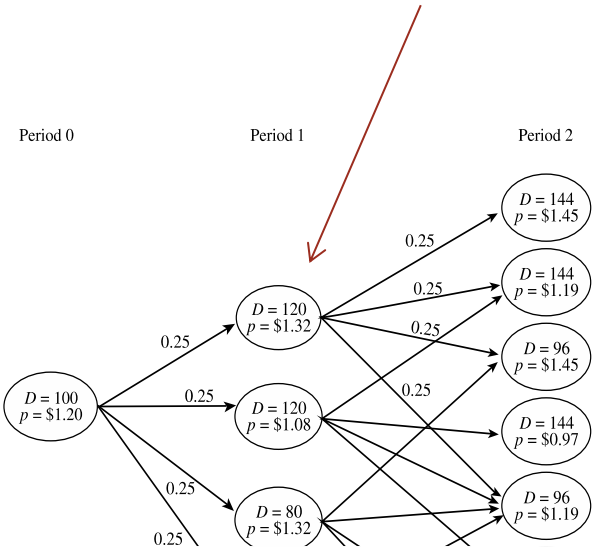 Period 0
Period 1
Period 2
D = 144
p = $1.45
0.25
D = 144
p = $1.19
0.25
D = 120
p = $1.32
0.25
0.25
D = 96
p = $1.45
0.25
D = 100
p = $1.20
0.25
D = 120
p = $1.08
D = 144
p = $0.97
0.25
0.25
D = 80
p = $1.32
D = 96
p = $1.19
0.25